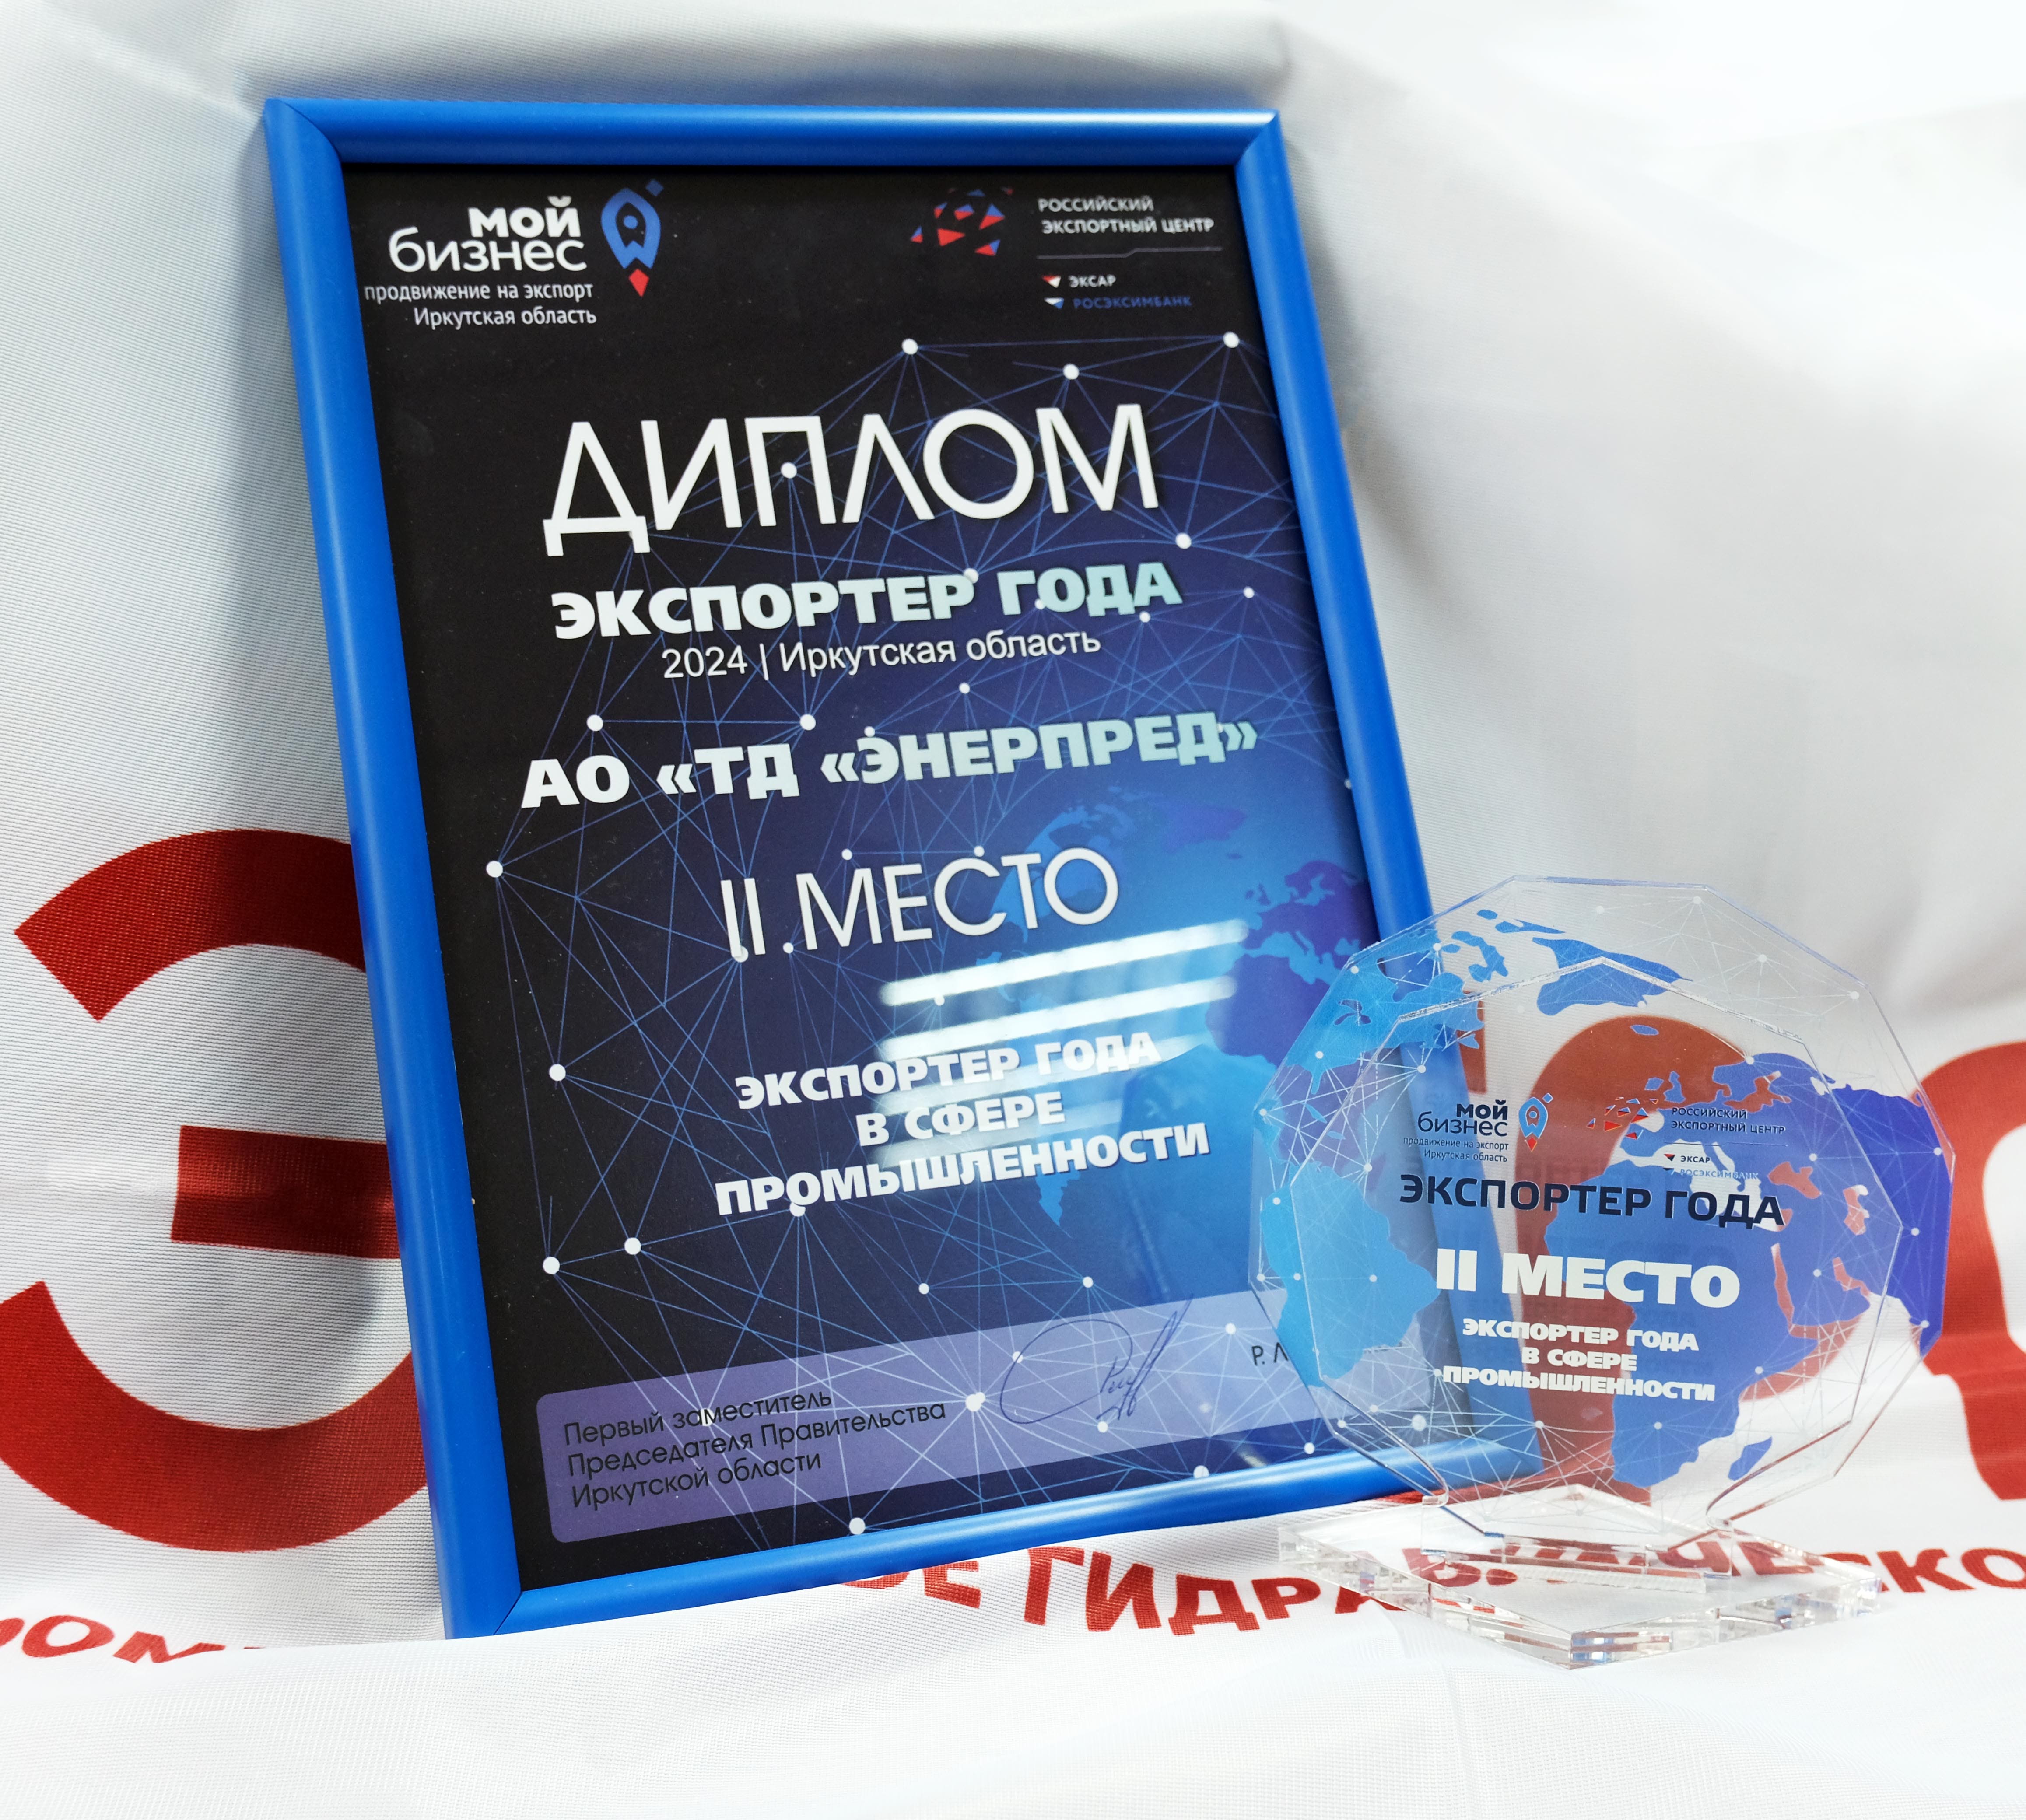 мой
бизнес
продвижение на экспорт
Иркутская область
РОССИЙСКИЙ
ЭКСПОРТНЫЙ ЦЕНТР
ЭКСАР
РОСЭКСИМБАНК
ДИПЛОМ
ЭКСПОРТЕР ГОДА
2024 | Иркутская область
АО «ТД «ЭНЕРПРЕД»
II МЕСТО
ЭКСПОРТЕР ГОДА
В СФЕРЕ
ПРОМЫШЛЕННОСТИ
Первый заместитель
Председателя Правительства
Иркутской области
Р. Л
мой
бизнес
продвижение на экспорт
Иркутская область
РОССИЙСКИЙ
ЭКСПОРТНЫЙ ЦЕНТР
ЭКСАР
РОСЭКСИМБАНК
ЭКСПОРТЕР ГОДА
II МЕСТО
ЭКСПОРТЕР ГОДА
В СФЕРЕ
ПРОМЫШЛЕННОСТИ